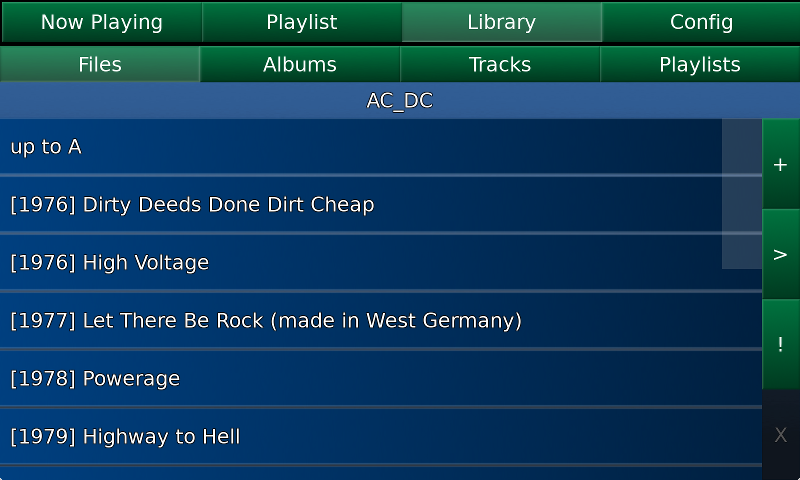 Now Playing Playlist Library Config
Files Albums Tracks Playlists
AC_DC
up to A
+
[1976] Dirty Deeds Done Dirt Cheap
[1976] High Voltage
>
[1977] Let There Be Rock (made in West Germany)
!
[1978] Powerage
[1979] Highway to Hell
X